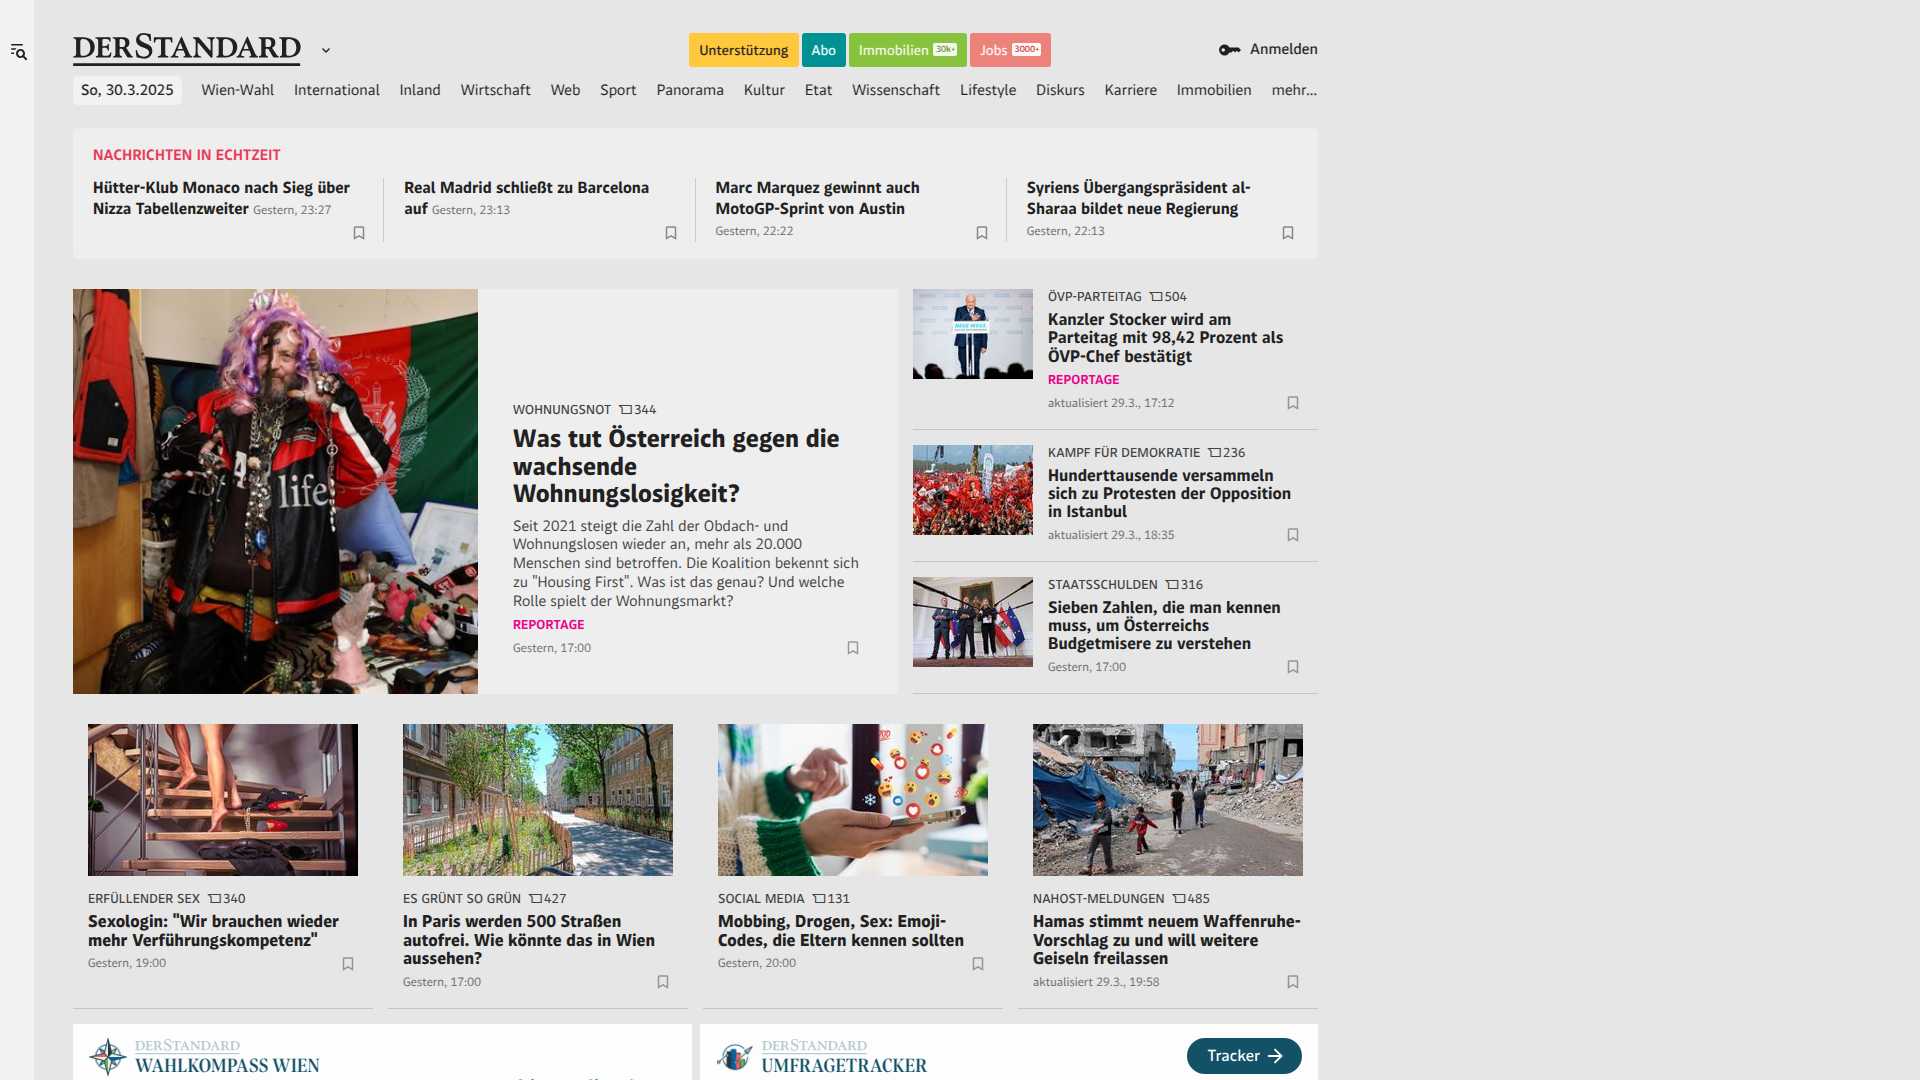 DERSTANDARD
Unterstützung
Abo
Immobilien 30k+
Jobs 3000+
Anmelden
So, 30.3.2025
Wien-Wahl
International
Inland
Wirtschaft
Web
Sport
Panorama
Kultur
Etat
Wissenschaft
Lifestyle
Diskurs
Karriere
Immobilien
mehr...
NACHRICHTEN IN ECHTZEIT
Hütter-Klub Monaco nach Sieg über
Nizza Tabellenzweiter Gestern, 23:27
Real Madrid schließt zu Barcelona
auf Gestern, 23:13
Marc Marquez gewinnt auch
MotoGP-Sprint von Austin
Gestern, 22:22
Syriens Übergangspräsident al-
Sharaa bildet neue Regierung
Gestern, 22:13
life
WOHNUNGSNOT 344
Was tut Österreich gegen die
wachsende
Wohnungslosigkeit?
Seit 2021 steigt die Zahl der Obdach- und
Wohnungslosen wieder an, mehr als 20.000
Menschen sind betroffen. Die Koalition bekennt sich
zu "Housing First". Was ist das genau? Und welche
Rolle spielt der Wohnungsmarkt?
REPORTAGE
Gestern, 17:00
ÖVP-PARTEITAG 504
Kanzler Stocker wird am
Parteitag mit 98,42 Prozent als
ÖVP-Chef bestätigt
REPORTAGE
aktualisiert 29.3., 17:12
KAMPF FÜR DEMOKRATIE 236
Hunderttausende versammeln
sich zu Protesten der Opposition
in Istanbul
aktualisiert 29.3., 18:35
STAATSSCHULDEN 316
Sieben Zahlen, die man kennen
muss, um Österreichs
Budgetmisere zu verstehen
Gestern, 17:00
ERFÜLLENDER SEX 340
Sexologin: "Wir brauchen wieder
mehr Verführungskompetenz"
Gestern, 19:00
ES GRÜNT SO GRÜN 427
In Paris werden 500 Straßen
autofrei. Wie könnte das in Wien
aussehen?
Gestern, 17:00
SOCIAL MEDIA 131
Mobbing, Drogen, Sex: Emoji-
Codes, die Eltern kennen sollten
Gestern, 20:00
NAHOST-MELDUNGEN 485
Hamas stimmt neuem Waffenruhe-
Vorschlag zu und will weitere
Geiseln freilassen
aktualisiert 29.3., 19:58
DERSTANDARD
WAHLKOMPASS WIEN
DERSTANDARD
UMFRAGETRACKER
Tracker